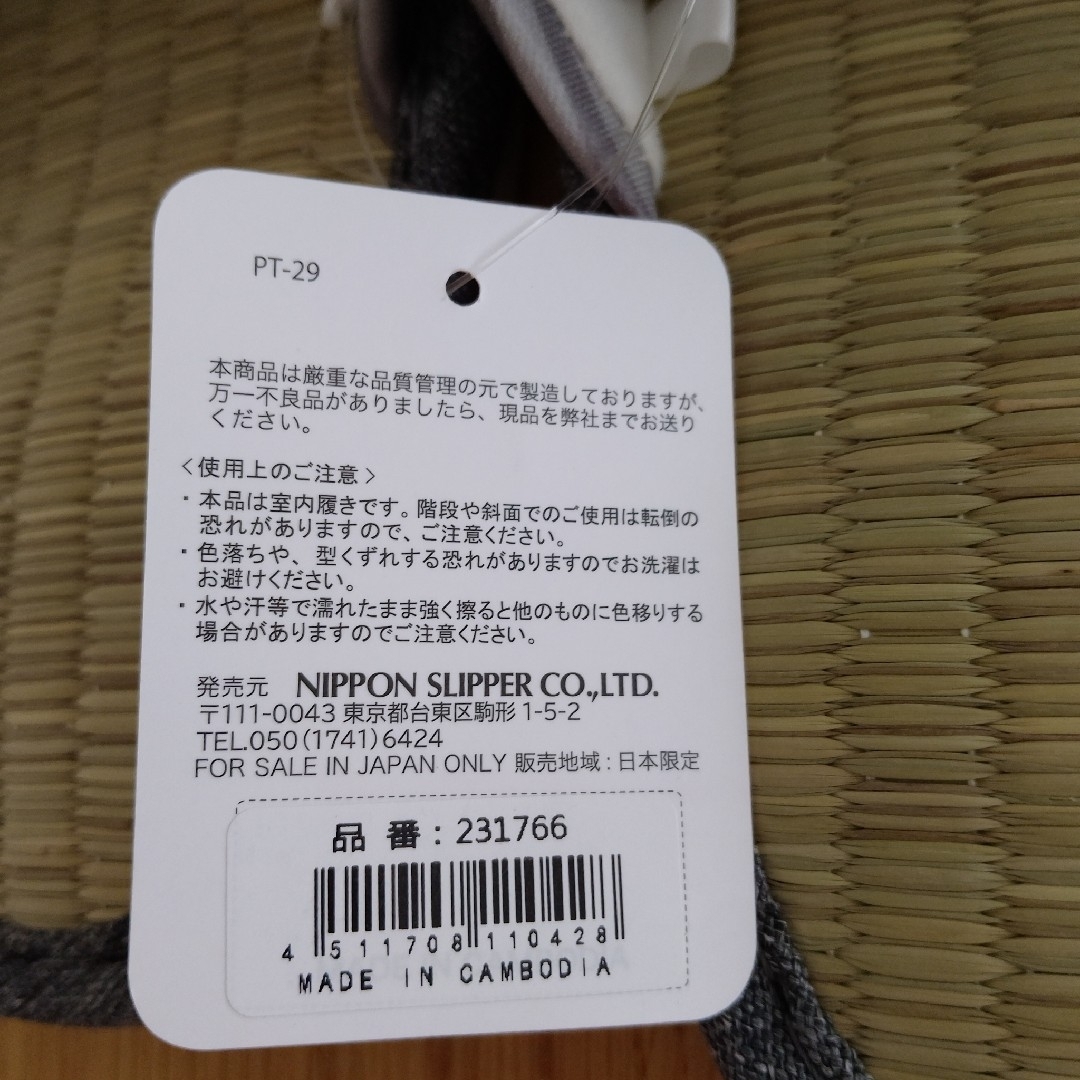 PT-29
本商品は厳重な品質管理の元で製造しておりますが、
万一不良品がありましたら、現品を弊社までお送り
ください。
〈使用上のご注意〉
・本品は室内履きです。階段や斜面でのご使用は転倒の
恐れがありますので、ご注意ください。
・色落ちや、型くずれする恐れがありますのでお洗濯は
お避けください。
・水や汗等で濡れたまま強く擦ると他のものに色移りする
場合がありますのでご注意ください。
発売元 NIPPON SLIPPER CO.,LTD.
〒111-0043 東京都台東区駒形1-5-2
TEL.050(1741)6424
FOR SALE IN JAPAN ONLY 販売地域：日本限定
品番：231766
4 511708 110428
MADE IN CAMBODIA